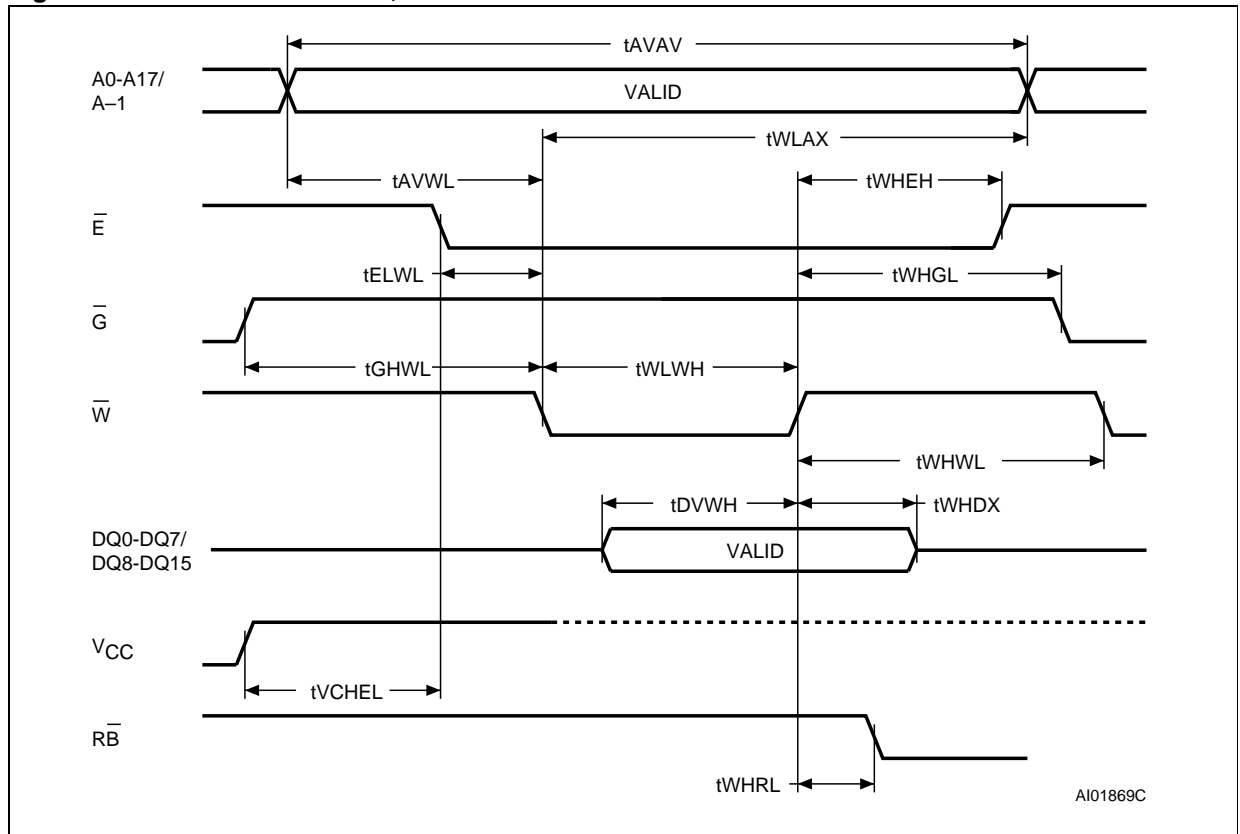 tAVAV
A0-A17/
A–1
VALID
tWLAX
tAVWL
tWHEH
E̅
tELWL
tWHGL
G̅
tGHWL
tWLWH
W̅
tWHWL
tDVWH
tWHDX
DQ0-DQ7/
DQ8-DQ15
VALID
VCC
tVCHEL
RB̅
tWHRL
AI01869C